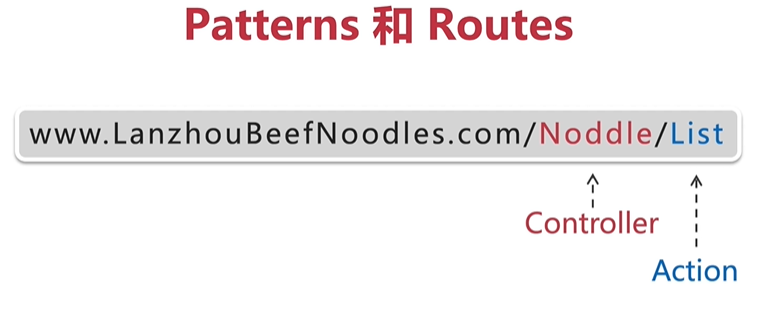 Patterns 和 Routes
www.LanzhouBeefNoodles.com/Noddle/List
Controller
Action